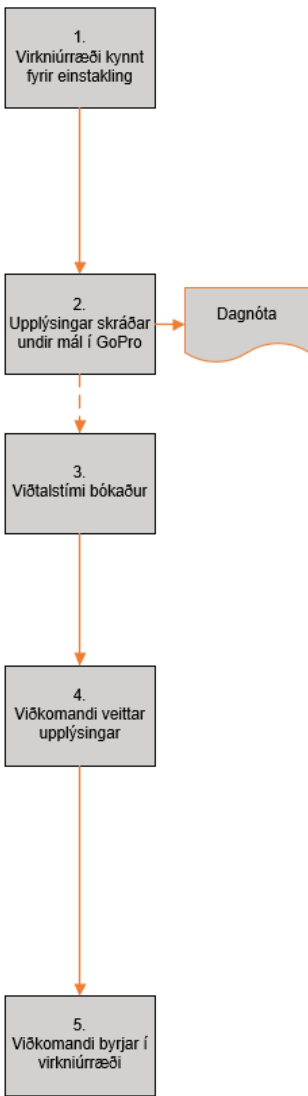 1.
Virkniúrræði kynnt
fyrir einstakling
2.
Upplýsingar skráðar
undir mál í GoPro
Dagnóta
3.
Viðtalstími bókaður
4.
Viðkomandi veittar
upplýsingar
5.
Viðkomandi byrjar í
virkniúrræði